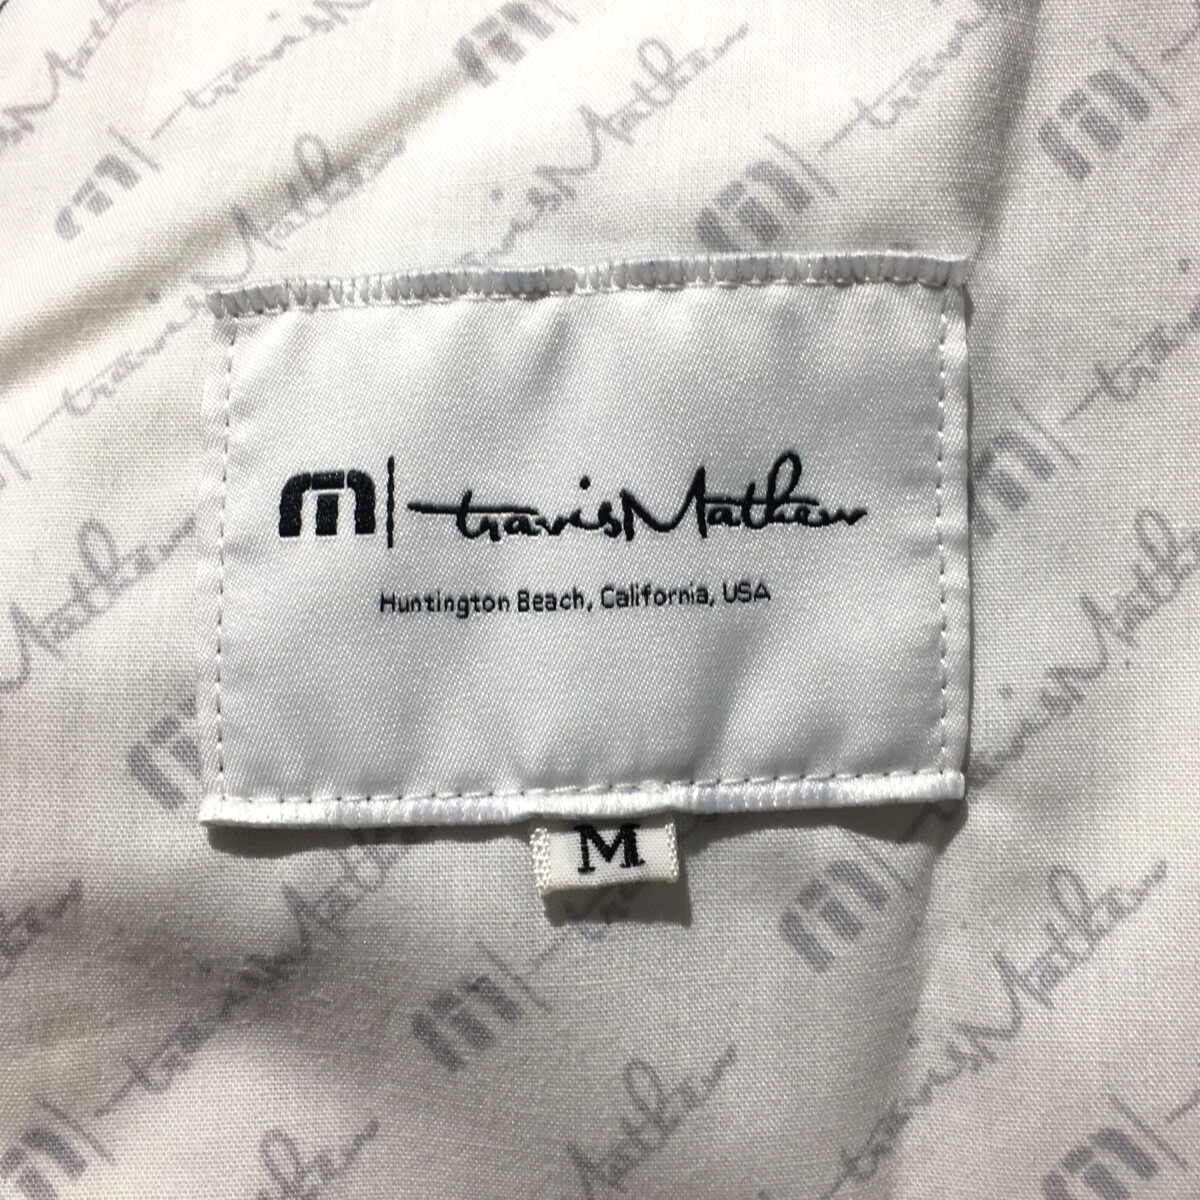 travisMathew
Huntington Beach, California, USA
M